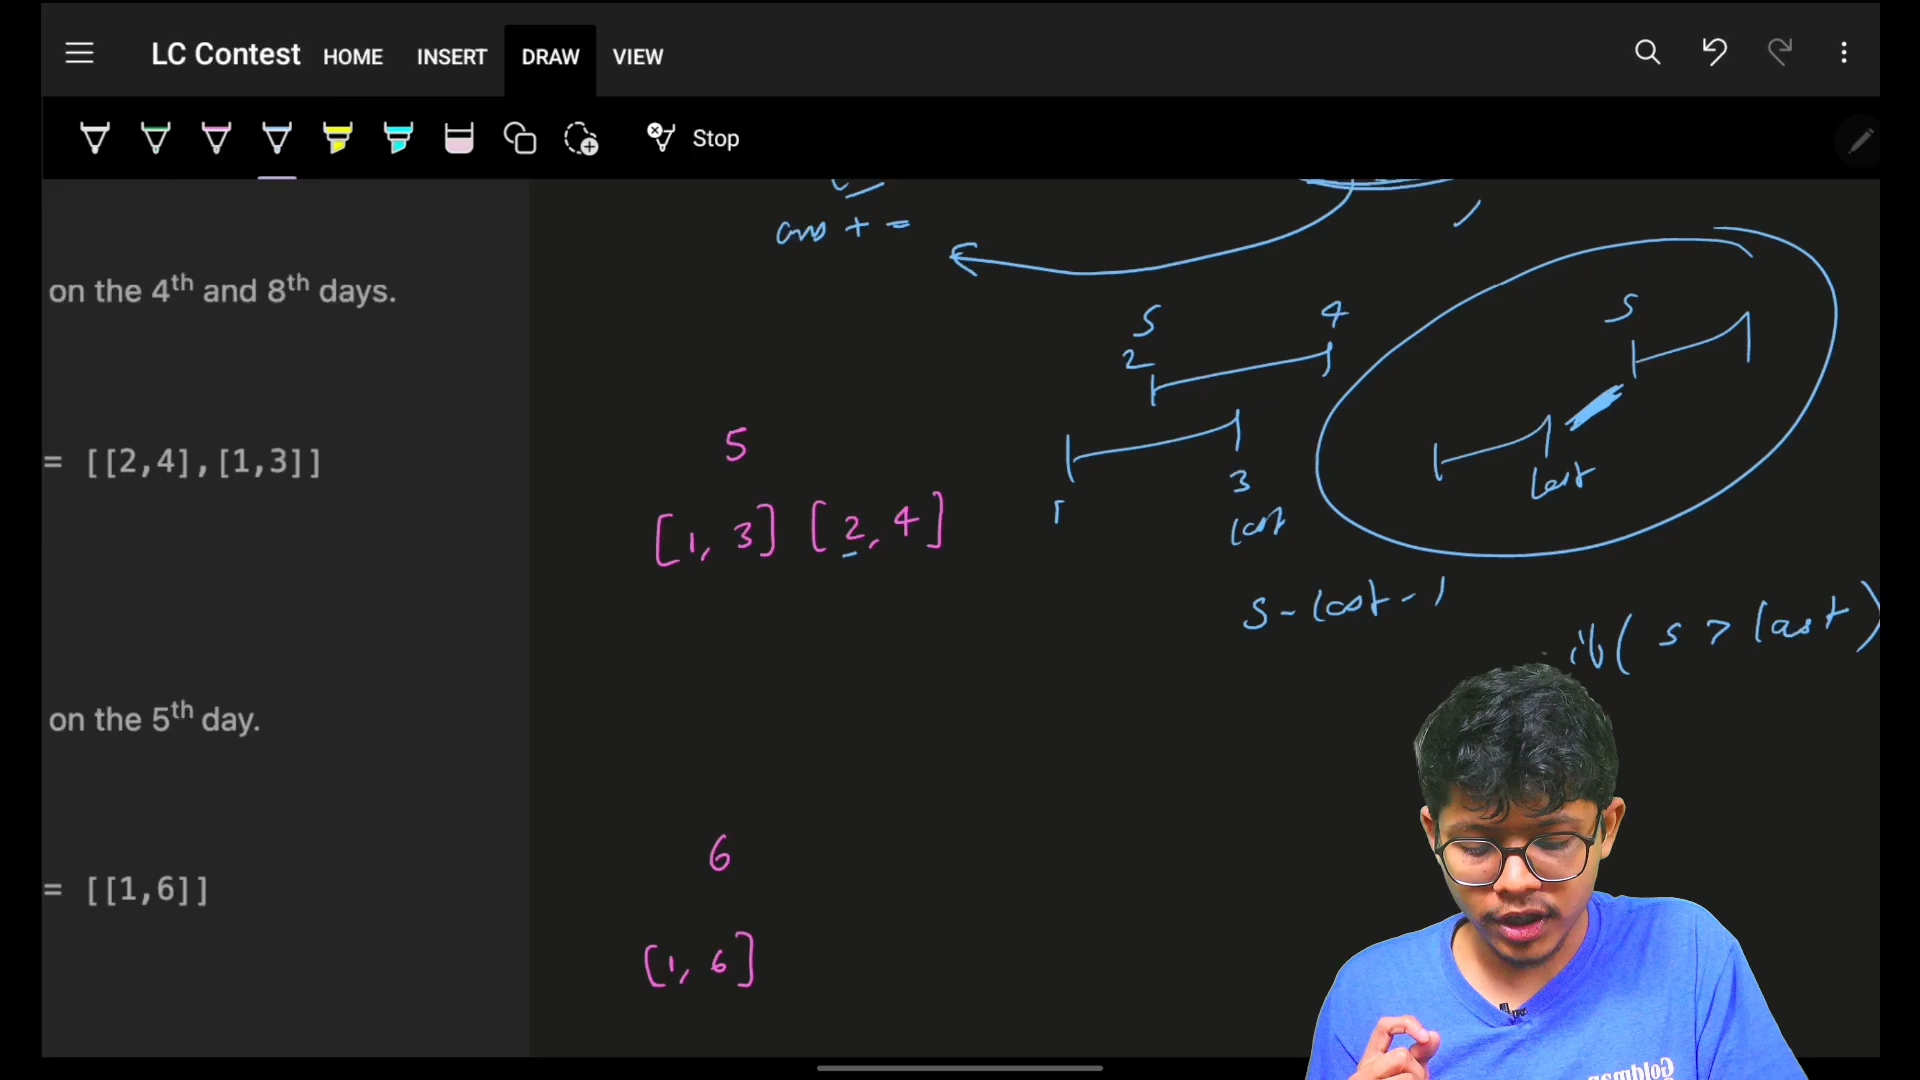 LC Contest HOME INSERT DRAW VIEW
Stop
on the 4th and 8th days.
= [[2,4],[1,3]]
on the 5th day.
= [[1,6]]
ans + =
5
[1, 3] [2, 4]
6
[1, 6]
S
4
2
1
3
last
S
last
S - last - 1
if( s > last)
Goldman